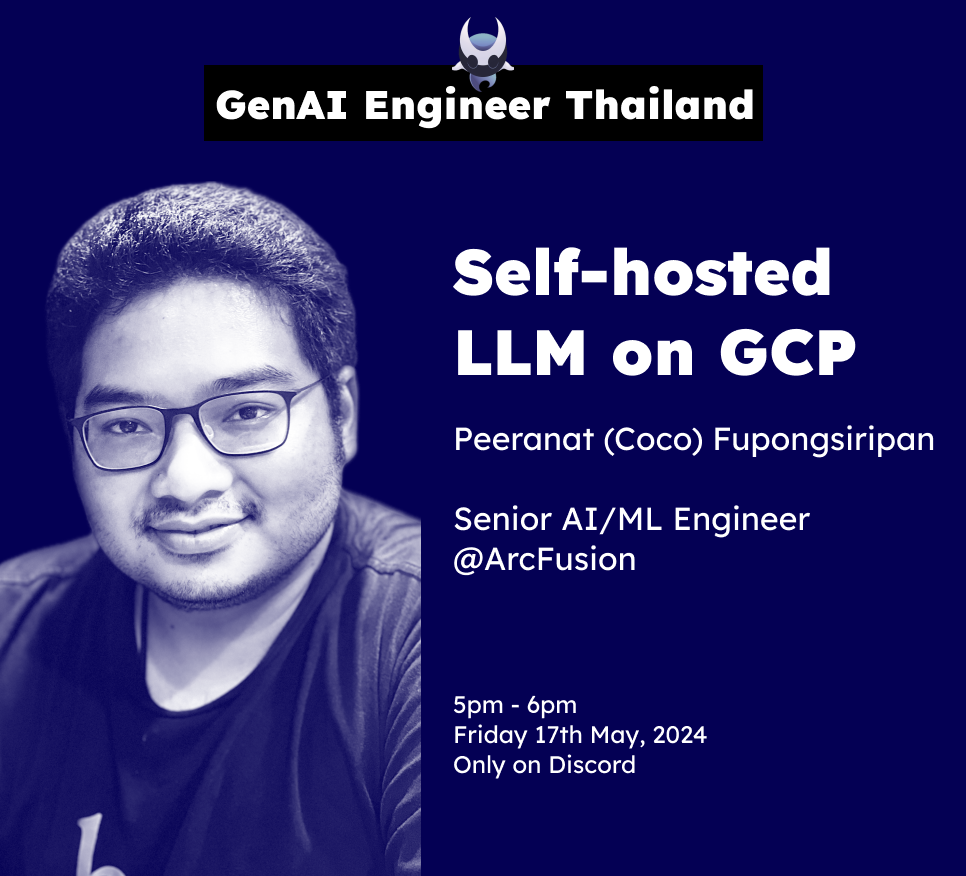 GenAI Engineer Thailand
Self-hosted
LLM on GCP
Peeranat (Coco) Fupongsiripan
Senior AI/ML Engineer
@ArcFusion
5pm - 6pm
Friday 17th May, 2024
Only on Discord